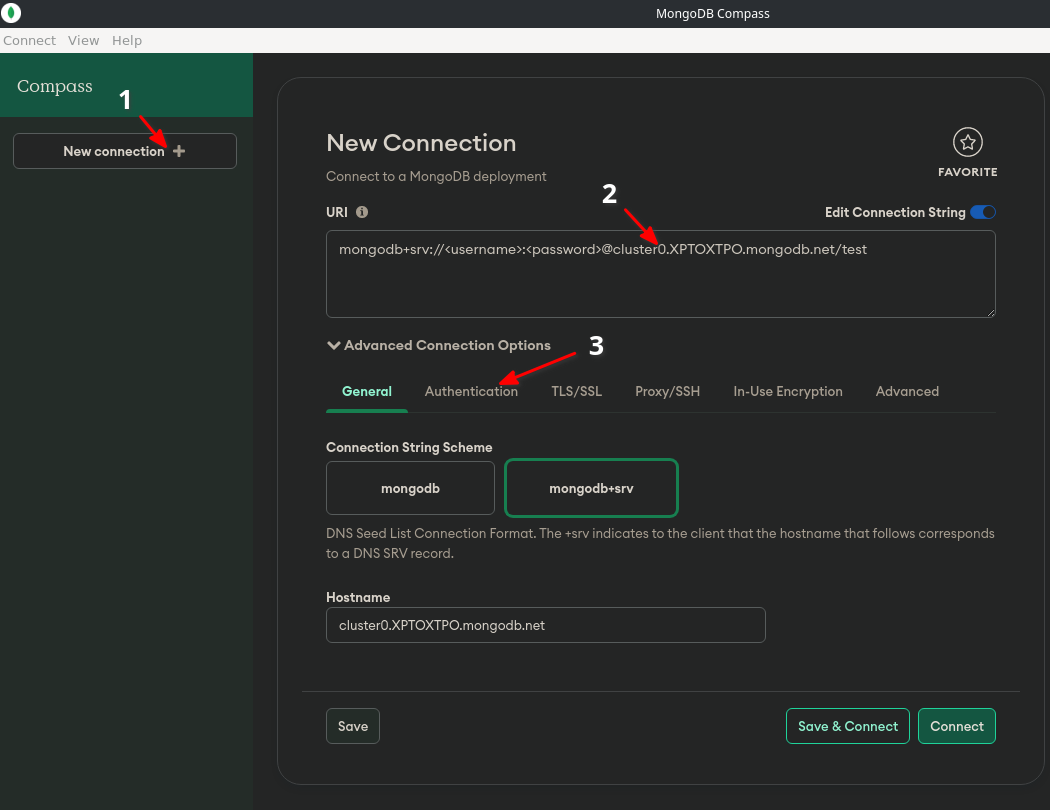 MongoDB Compass
Connect View Help
Compass
1
New connection
New Connection
Connect to a MongoDB deployment
FAVORITE
2
URI
Edit Connection String
mongodb+srv://<username>:<password>@cluster0.XPTOXTPO.mongodb.net/test
Advanced Connection Options
3
General Authentication TLS/SSL Proxy/SSH In-Use Encryption Advanced
Connection String Scheme
mongodb mongodb+srv
DNS Seed List Connection Format. The +srv indicates to the client that the hostname that follows corresponds
to a DNS SRV record.
Hostname
cluster0.XPTOXTPO.mongodb.net
Save Save & Connect Connect